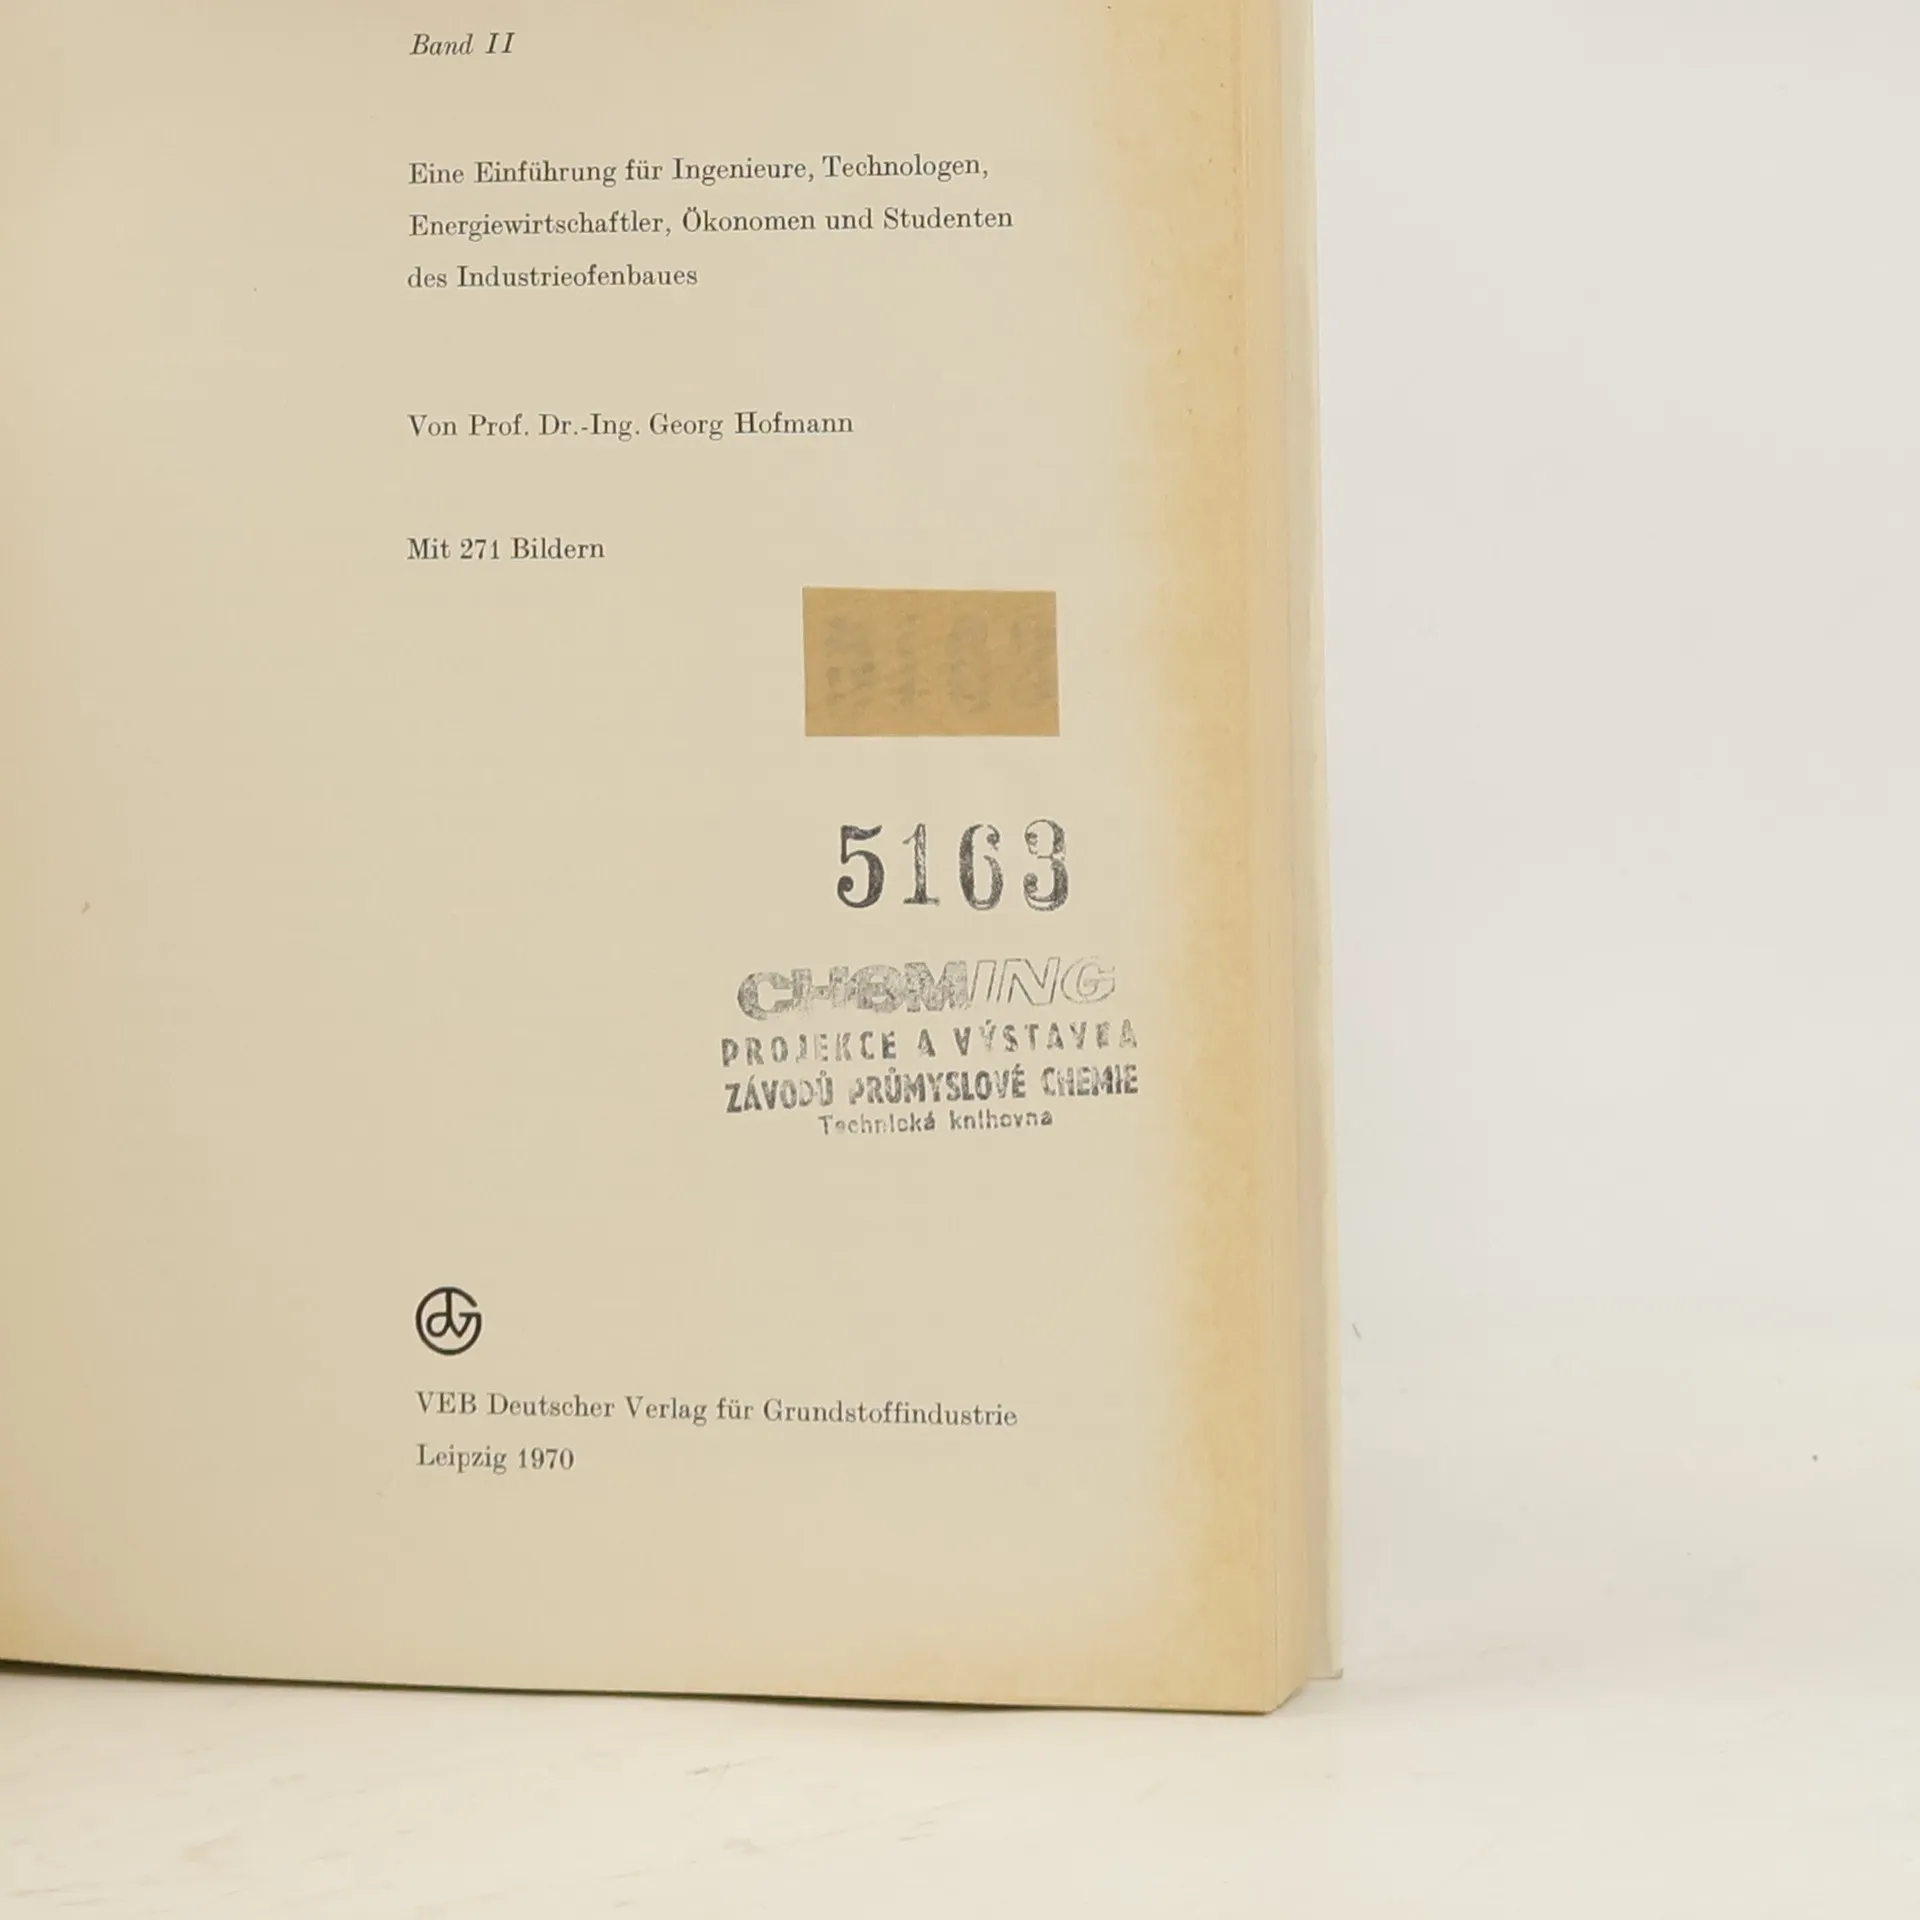 Band II
Eine Einführung für Ingenieure, Technologen,
Energiewirtschaftler, Ökonomen und Studenten
des Industrieofenbaues
Von Prof. Dr.-Ing. Georg Hofmann
Mit 271 Bildern
5163
CHEMING
PROJEKCE A VÝSTAVBA
ZÁVODŮ PRŮMYSLOVÉ CHEMIE
Technická knihovna
VEB Deutscher Verlag für Grundstoffindustrie
Leipzig 1970